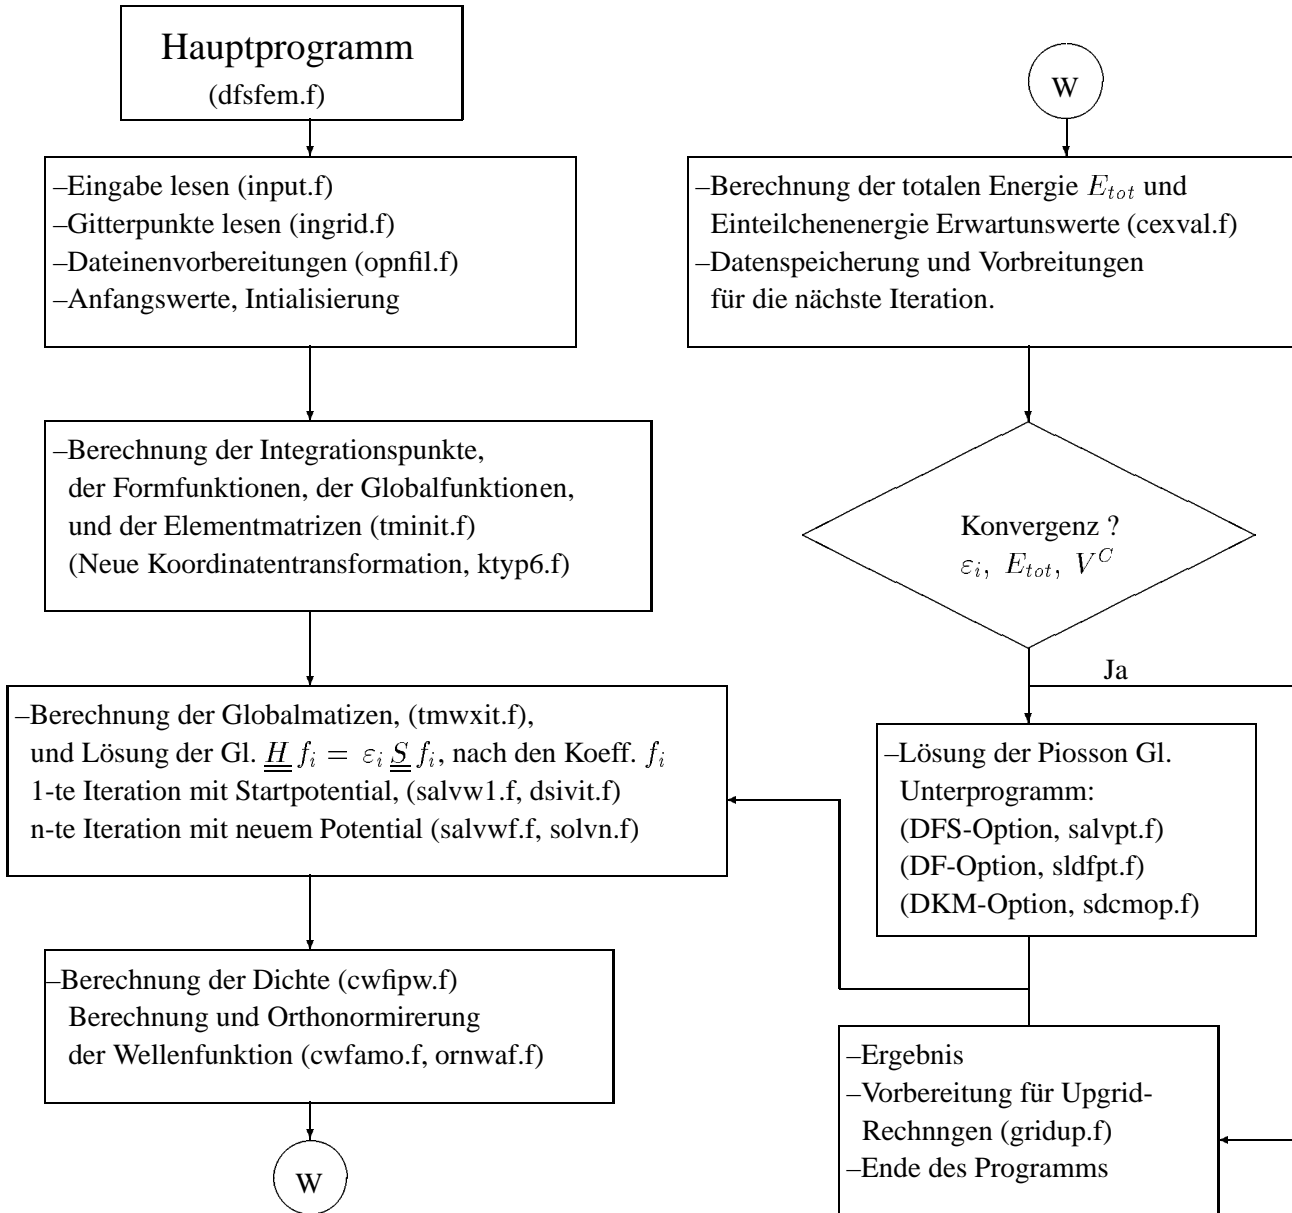 Hauptprogramm
(dfsfem.f)
–Eingabe lesen (input.f)
–Gitterpunkte lesen (ingrid.f)
–Dateinenvorbereitungen (opnfil.f)
–Anfangswerte, Intialisierung
–Berechnung der Integrationspunkte,
der Formfunktionen, der Globalfunktionen,
und der Elementmatrizen (tminit.f)
(Neue Koordinatentransformation, ktyp6.f)
–Berechnung der Globalmatizen, (tmwxit.f),
und Lösung der Gl. H f_i = ε_i S f_i, nach den Koeff. f_i
1-te Iteration mit Startpotential, (salvw1.f, dsivit.f)
n-te Iteration mit neuem Potential (salvwf.f, solvn.f)
–Berechnung der Dichte (cwfipw.f)
Berechnung und Orthonormirerung
der Wellenfunktion (cwfamo.f, ornwaf.f)
W
W
–Berechnung der totalen Energie E_tot und
Einteilchenenergie Erwartunswerte (cexval.f)
–Datenspeicherung und Vorbreitungen
für die nächste Iteration.
Konvergenz ?
ε_i, E_tot, V^C
Ja
–Lösung der Piosson Gl.
Unterprogramm:
(DFS-Option, salvpt.f)
(DF-Option, sldfpt.f)
(DKM-Option, sdcmop.f)
–Ergebnis
–Vorbereitung für Upgrid-
Rechnngen (gridup.f)
–Ende des Programms